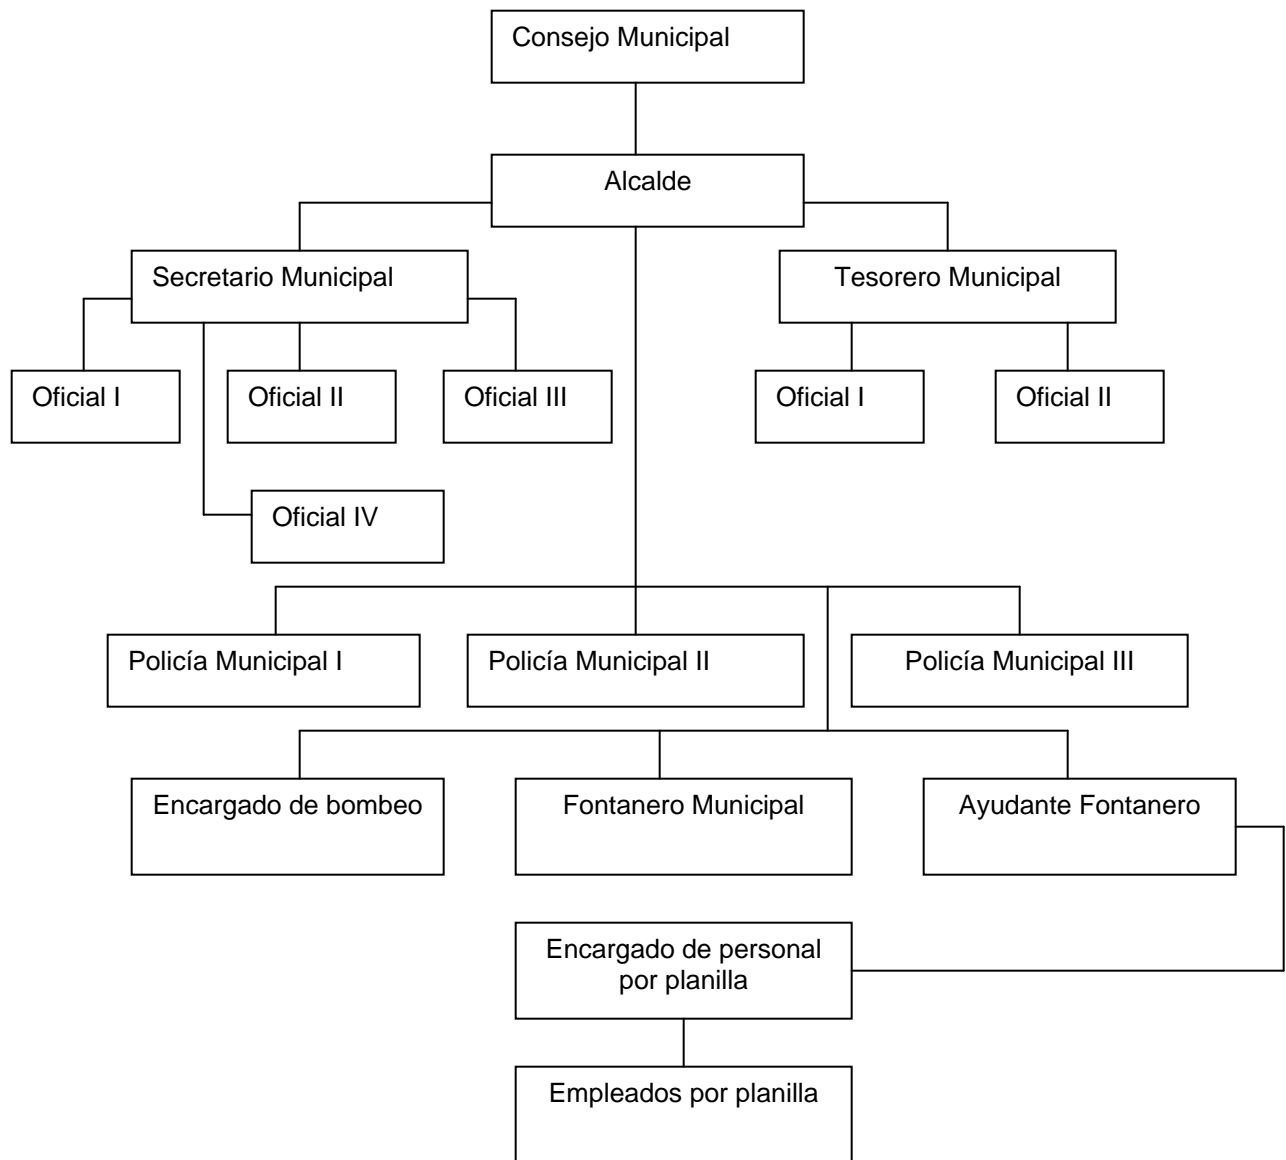 Consejo Municipal
Alcalde
Secretario Municipal
Tesorero Municipal
Oficial I
Oficial II
Oficial III
Oficial I
Oficial II
Oficial IV
Policía Municipal I
Policía Municipal II
Policía Municipal III
Encargado de bombeo
Fontanero Municipal
Ayudante Fontanero
Encargado de personal
por planilla
Empleados por planilla